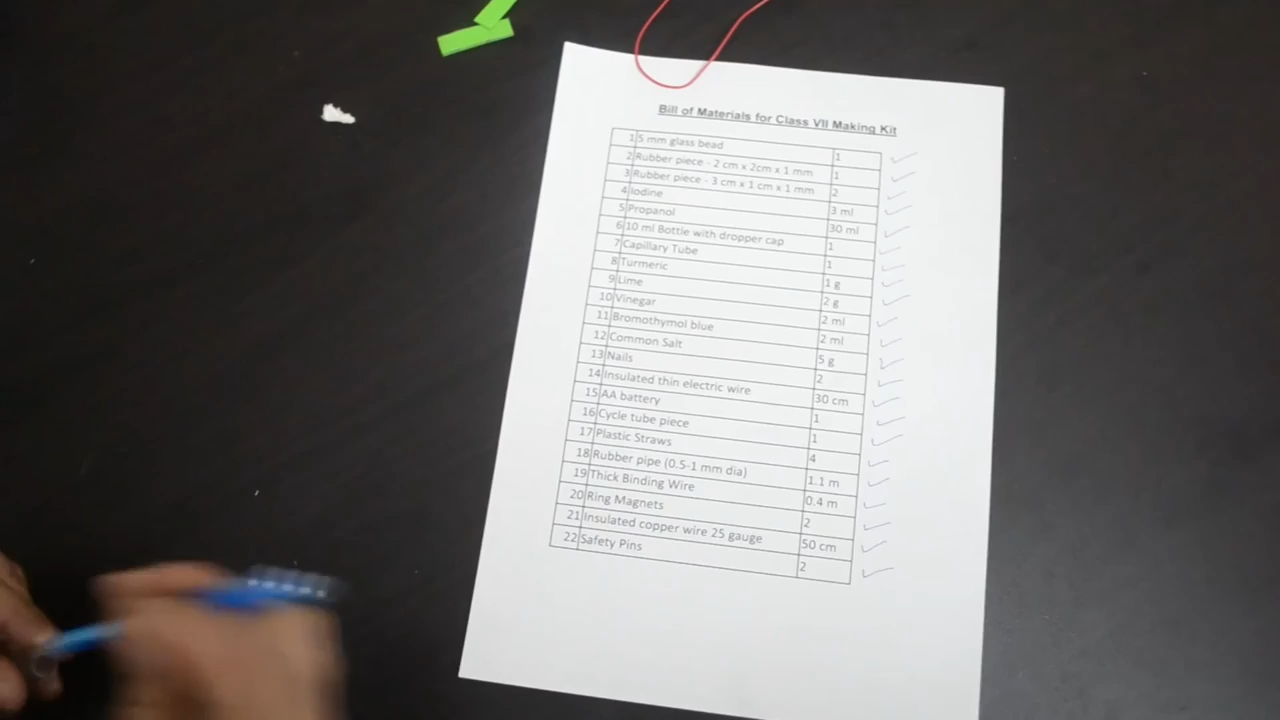 Bill of Materials for Class VII Making Kit
1 5 mm glass bead 1
2 Rubber piece - 2 cm x 2cm x 1 mm 1
3 Rubber piece - 3 cm x 1 cm x 1 mm 2
4 Iodine 3 ml
5 Propanol 30 ml
6 10 ml Bottle with dropper cap 1
7 Capillary Tube 1
8 Turmeric 1 g
9 Lime 2 g
10 Vinegar 2 ml
11 Bromothymol blue 2 ml
12 Common Salt 5 g
13 Nails 2
14 Insulated thin electric wire 30 cm
15 AA battery 1
16 Cycle tube piece 1
17 Plastic Straws 4
18 Rubber pipe (0.5-1 mm dia) 1.1 m
19 Thick Binding Wire 0.4 m
20 Ring Magnets 2
21 Insulated copper wire 25 gauge 50 cm
22 Safety Pins 2